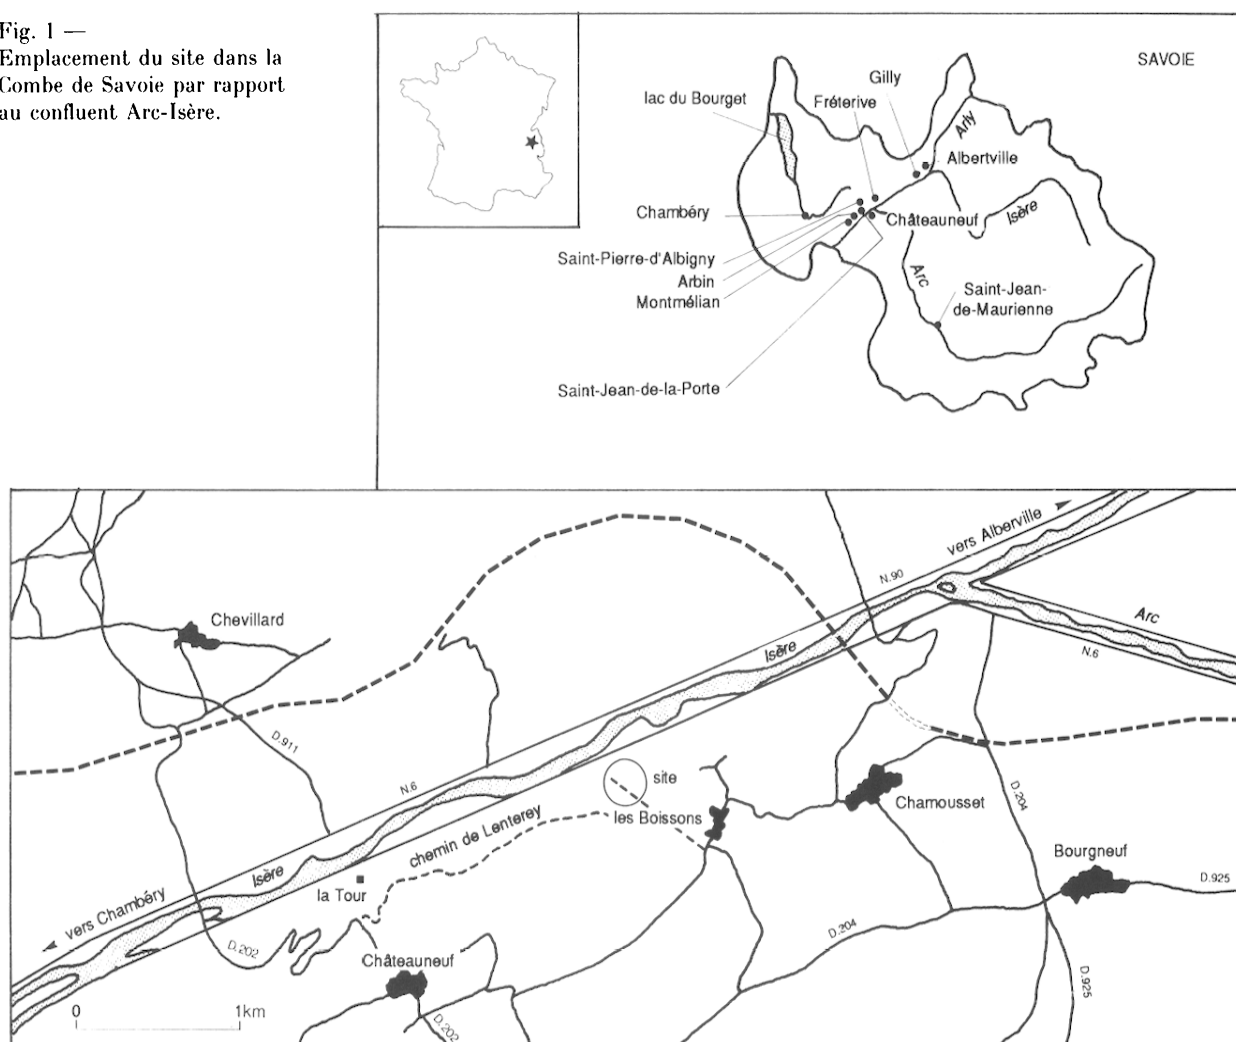 Fig. 1 —
Emplacement du site dans la
Combe de Savoie par rapport
au confluent Arc-Isère.
SAVOIE
Gilly
lac du Bourget
Fréterive
Arly
Albertville
Chambéry
Châteauneuf
Isère
Saint-Pierre-d'Albigny
Arbin
Montmélian
Arc
Saint-Jean-
de-Maurienne
Saint-Jean-de-la-Porte
vers Alberville
N.90
Chevillard
Arc
Isère
N.6
D.911
N.6
site
D.204
Chamousset
les Boissons
chemin de Lenterey
Bourgneuf
Isère
la Tour
D.925
vers Chambéry
D.204
D.202
Châteauneuf
D.925
0 1km
D.202